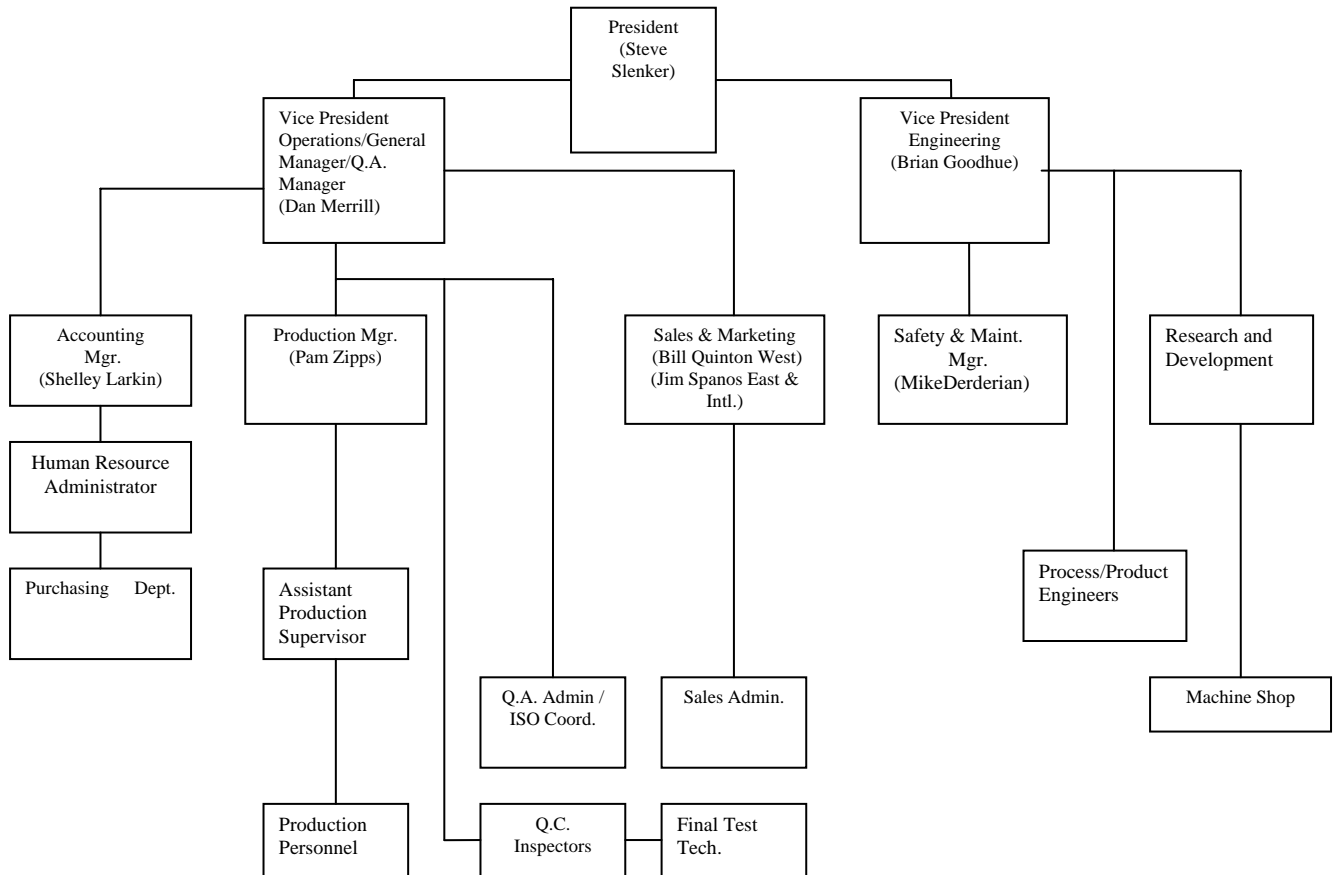 President
(Steve
Slenker)
Vice President
Operations/General
Manager/Q.A.
Manager
(Dan Merrill)
Vice President
Engineering
(Brian Goodhue)
Accounting
Mgr.
(Shelley Larkin)
Production Mgr.
(Pam Zipps)
Sales & Marketing
(Bill Quinton West)
(Jim Spanos East &
Intl.)
Safety & Maint.
Mgr.
(MikeDerderian)
Research and
Development
Human Resource
Administrator
Purchasing Dept.
Assistant
Production
Supervisor
Process/Product
Engineers
Q.A. Admin /
ISO Coord.
Sales Admin.
Machine Shop
Production
Personnel
Q.C.
Inspectors
Final Test
Tech.